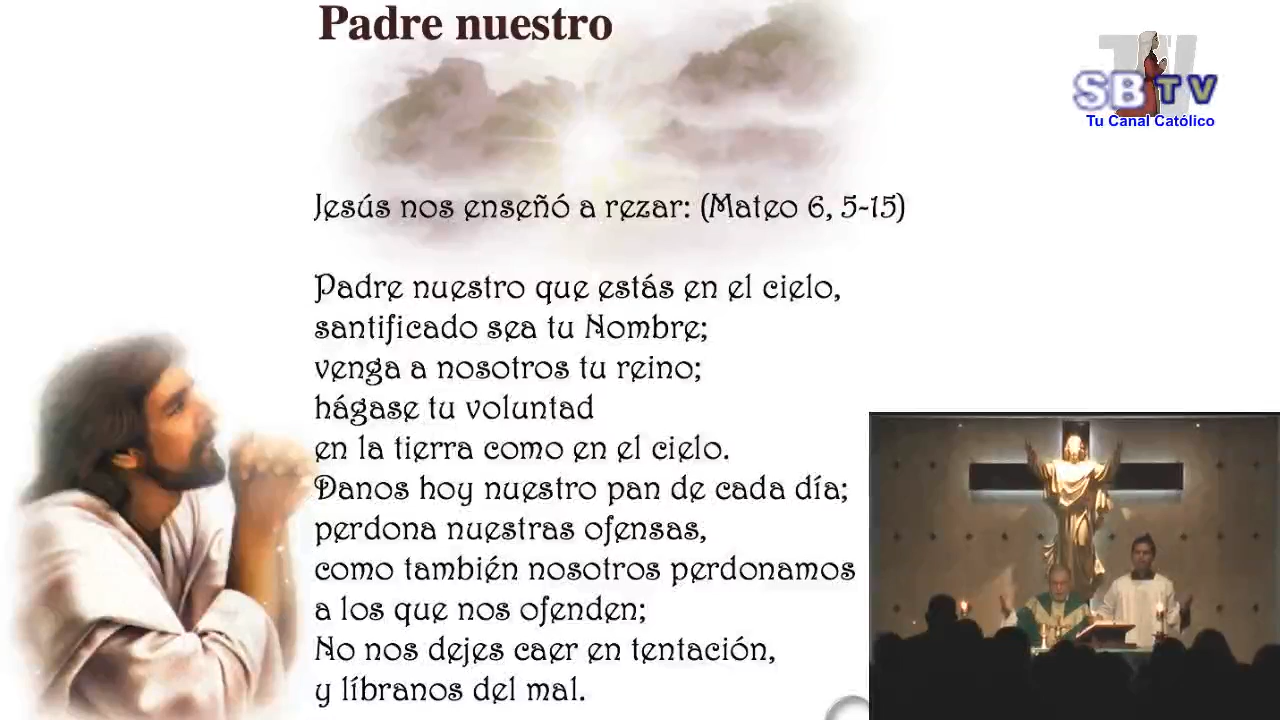 Padre nuestro
SBTV
Tu Canal Católico
Jesús nos enseñó a rezar: (Mateo 6, 5-15)
Padre nuestro que estás en el cielo,
santificado sea tu Nombre;
venga a nosotros tu reino;
hágase tu voluntad
en la tierra como en el cielo.
Danos hoy nuestro pan de cada día;
perdona nuestras ofensas,
como también nosotros perdonamos
a los que nos ofenden;
No nos dejes caer en tentación,
y líbranos del mal.